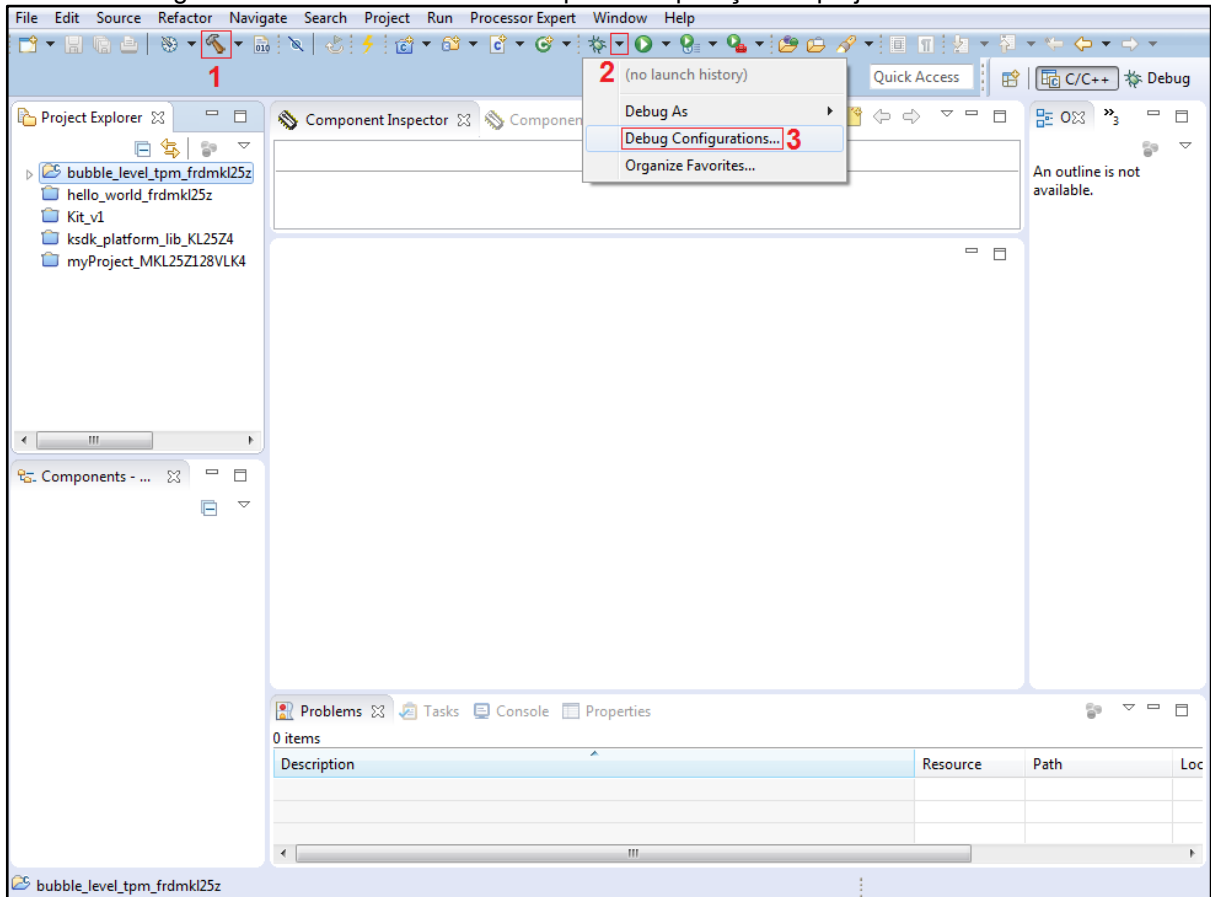 File Edit Source Refactor Navigate Search Project Run Processor Expert Window Help
1
2 (no launch history)
Quick Access
C/C++
Debug
Debug As
Debug Configurations... 3
Organize Favorites...
Project Explorer
Component Inspector
Componen
bubble_level_tpm_frdmkl25z
hello_world_frdmkl25z
Kit_v1
ksdk_platform_lib_KL25Z4
myProject_MKL25Z128VLK4
O
3
An outline is not
available.
Components - ...
Problems Tasks Console Properties
0 items
Description Resource Path Loc
bubble_level_tpm_frdmkl25z